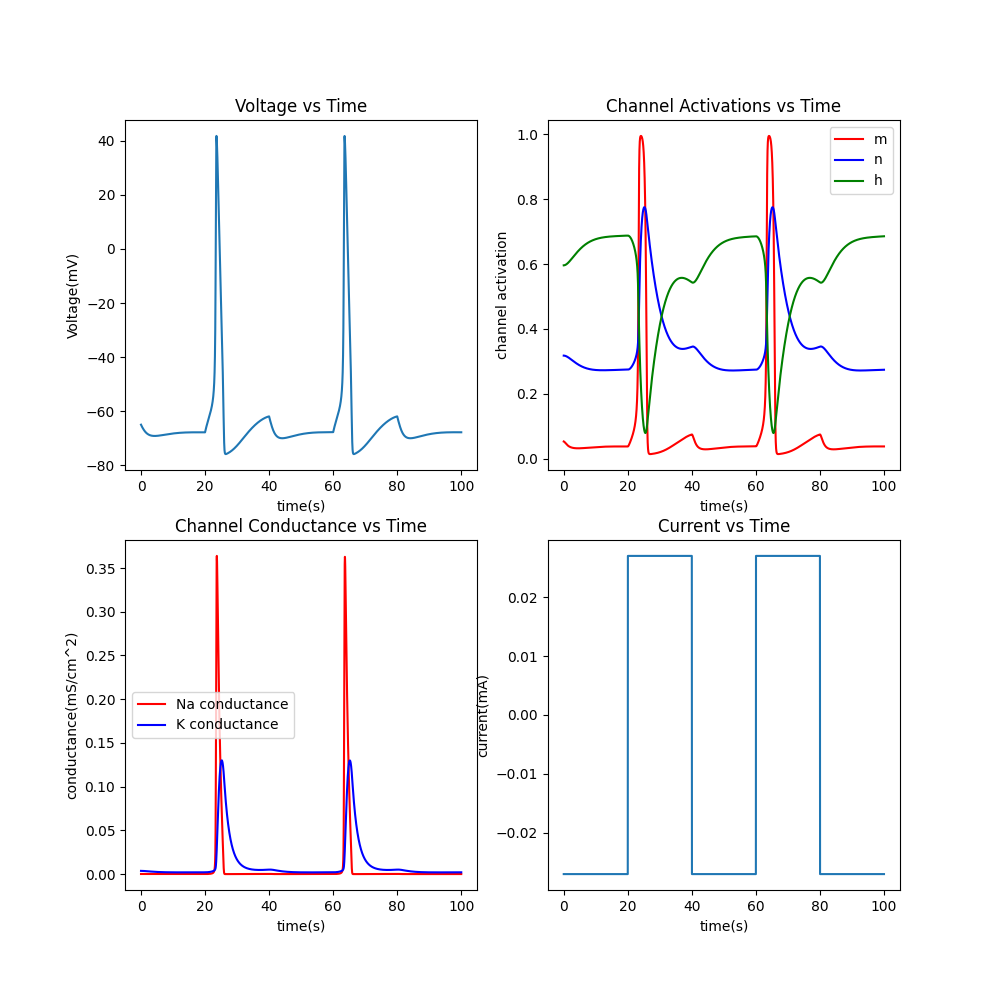 Voltage vs Time
Voltage(mV)
40
20
0
−20
−40
−60
−80
0 20 40 60 80 100
time(s)
Channel Activations vs Time
channel activation
1.0
0.8
0.6
0.4
0.2
0.0
m
n
h
0 20 40 60 80 100
time(s)
Channel Conductance vs Time
conductance(mS/cm^2)
0.35
0.30
0.25
0.20
0.15
0.10
0.05
0.00
Na conductance
K conductance
0 20 40 60 80 100
time(s)
Current vs Time
current(mA)
0.02
0.01
0.00
−0.01
−0.02
0 20 40 60 80 100
time(s)